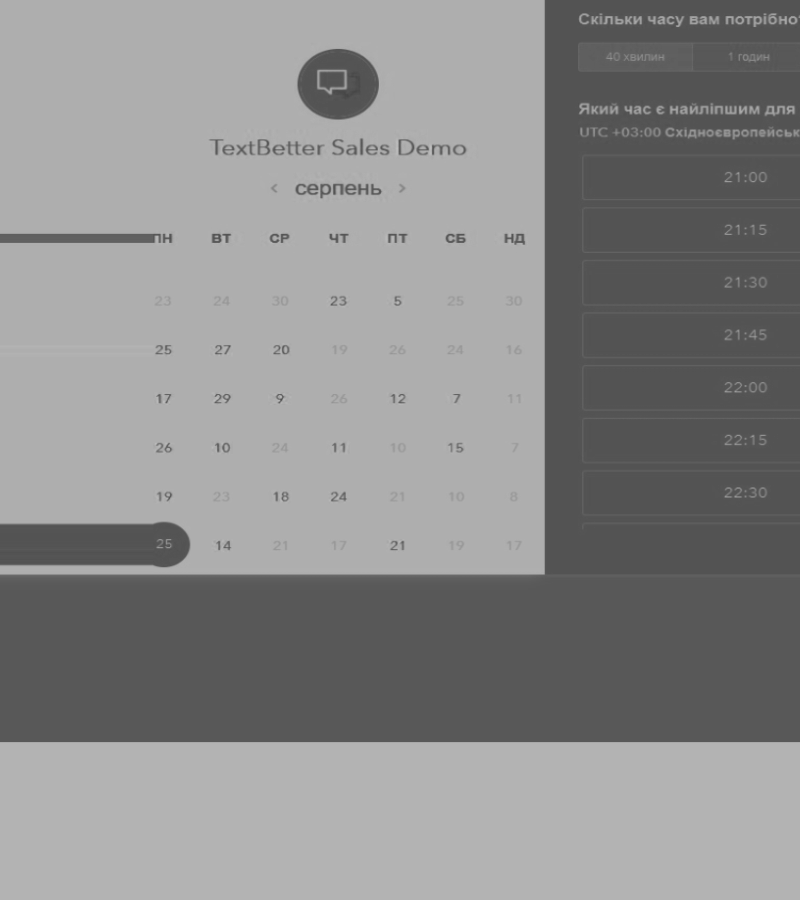 TextBetter Sales Demo
‹ серпень ›
ПН ВТ СР ЧТ ПТ СБ НД
23 24 30 23 5 25 30
25 27 20 19 26 24 16
17 29 9 26 12 7 11
26 10 24 11 10 15 7
19 23 18 24 21 10 8
25 14 21 17 21 19 17
Скільки часу вам потрібно
40 хвилин 1 годин
Який час є найліпшим для
UTC +03:00 Східноєвропейськ
21:00
21:15
21:30
21:45
22:00
22:15
22:30